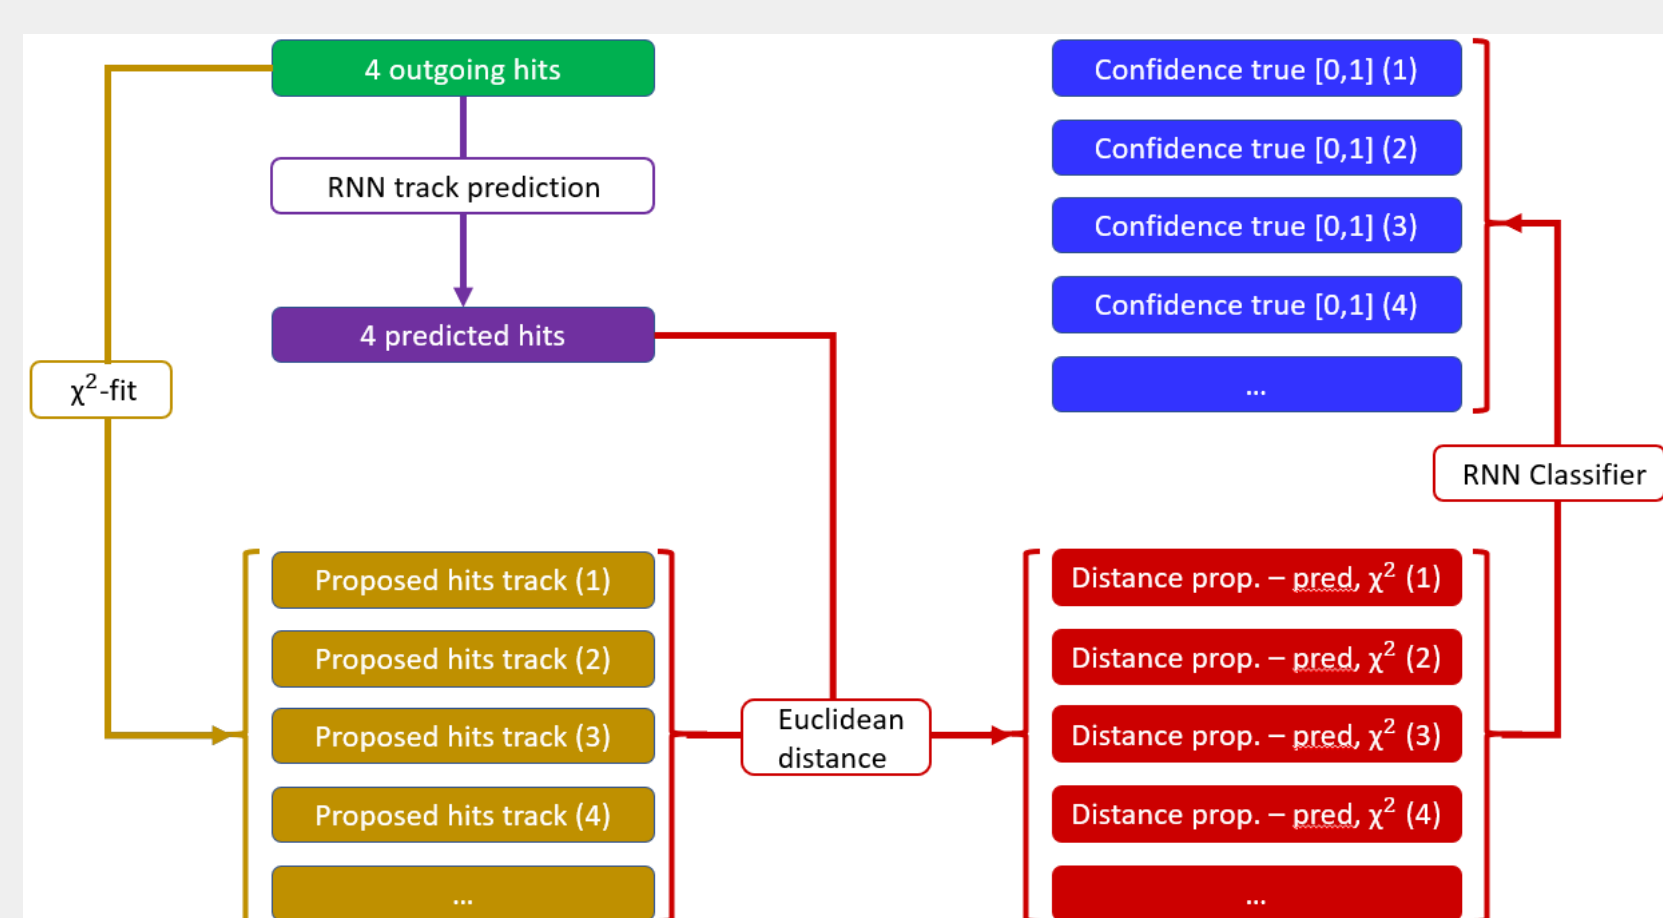 4 outgoing hits
RNN track prediction
4 predicted hits
χ²-fit
Proposed hits track (1)
Proposed hits track (2)
Proposed hits track (3)
Proposed hits track (4)
...
Euclidean
distance
Confidence true [0,1] (1)
Confidence true [0,1] (2)
Confidence true [0,1] (3)
Confidence true [0,1] (4)
...
RNN Classifier
Distance prop. – pred, χ² (1)
Distance prop. – pred, χ² (2)
Distance prop. – pred, χ² (3)
Distance prop. – pred, χ² (4)
...